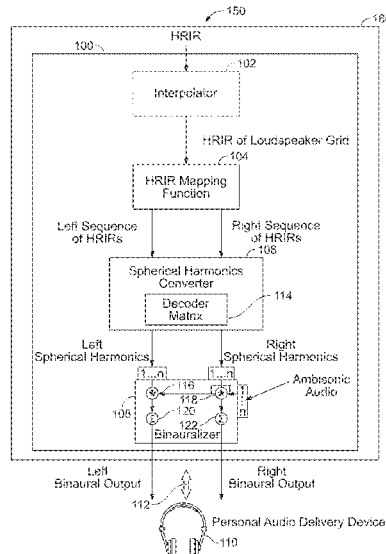 150
16
HRIR
100
102
Interpolator
HRIR of Loudspeaker Grid
104
HRIR Mapping
Function
Left Sequence
of HRIRs
Right Sequence
of HRIRs
106
Spherical Harmonics
Converter
Decoder
Matrix
114
Left
Spherical Harmonics
Right
Spherical Harmonics
1...n
1...n
Ambisonic
Audio
116
118
108
120
122
Σ
Σ
1...n
Binauralizer
Left
Binaural Output
Right
Binaural Output
112
Personal Audio Delivery Device
110